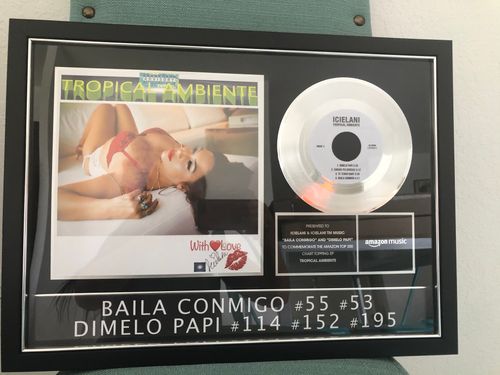 ADVISORY
TROPICAL AMBIENTE
With Love
ICIELANI
TROPICAL AMBIENTE
PRESENTED TO
ICIELANI & ICIELANI TM MUSIC
"BAILA CONMIGO" AND "DIMELO PAPI"
TO COMMEMORATE THE AMAZON TOP 200
CHART TOPPING EP
TROPICAL AMBIENTE
amazon music
BAILA CONMIGO #55 #53
DIMELO PAPI #114 #152 #195